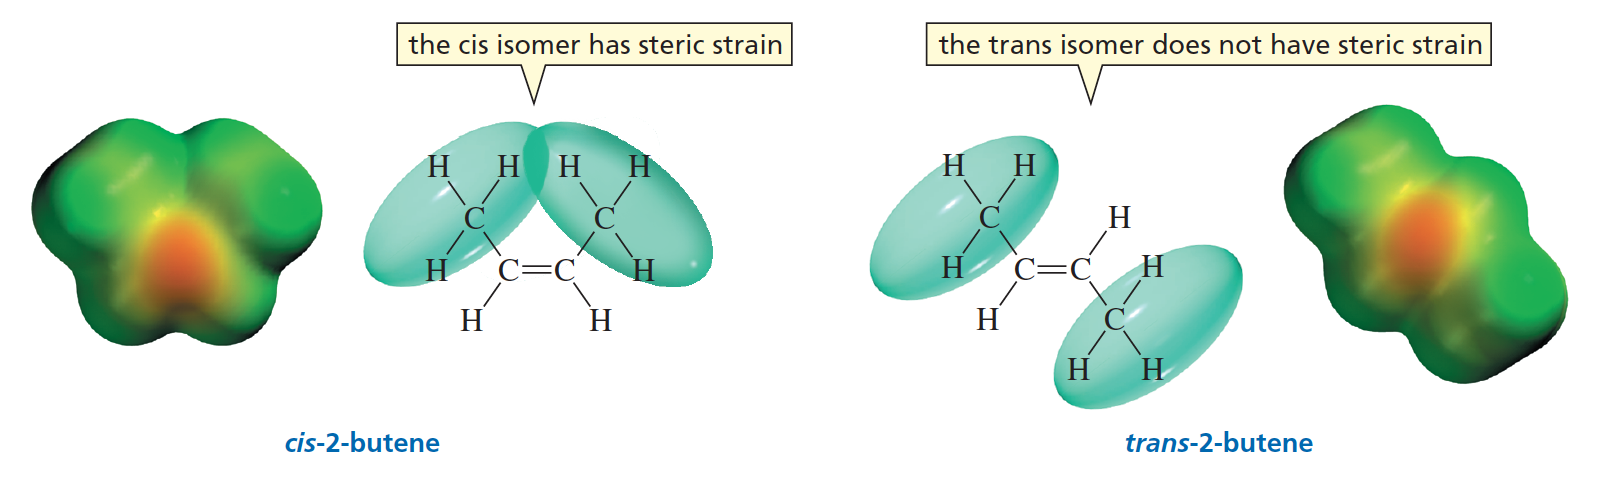 the cis isomer has steric strain
the trans isomer does not have steric strain
H H H H
C C
H C=C H
H H
H H
C H
H C=C H
H C
H H
cis-2-butene
trans-2-butene